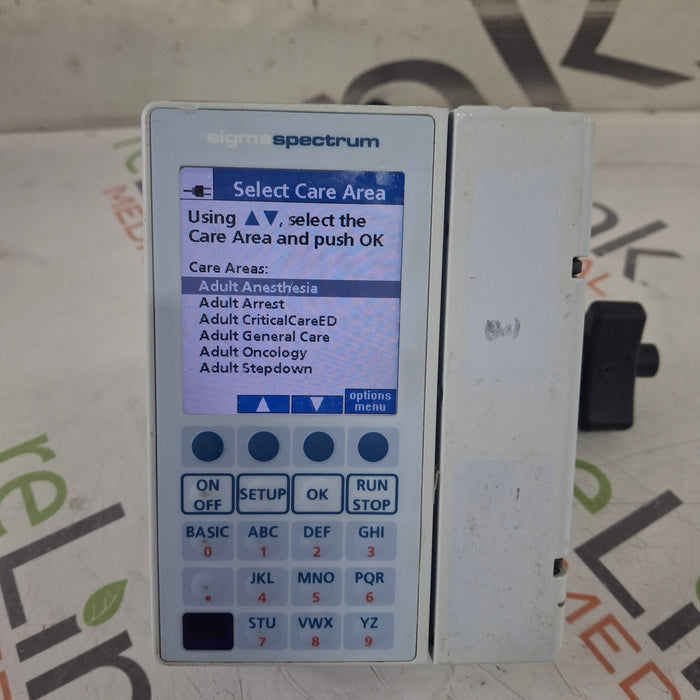 sigmaspectrum
Select Care Area
Using ▲▼, select the
Care Area and push OK
Care Areas:
Adult Anesthesia
Adult Arrest
Adult CriticalCareED
Adult General Care
Adult Oncology
Adult Stepdown
▲ ▼ options
menu
ON
OFF
SETUP
OK
RUN
STOP
BASIC
0
ABC
1
DEF
2
GHI
3
.
JKL
4
MNO
5
PQR
6
STU
7
VWX
8
YZ
9